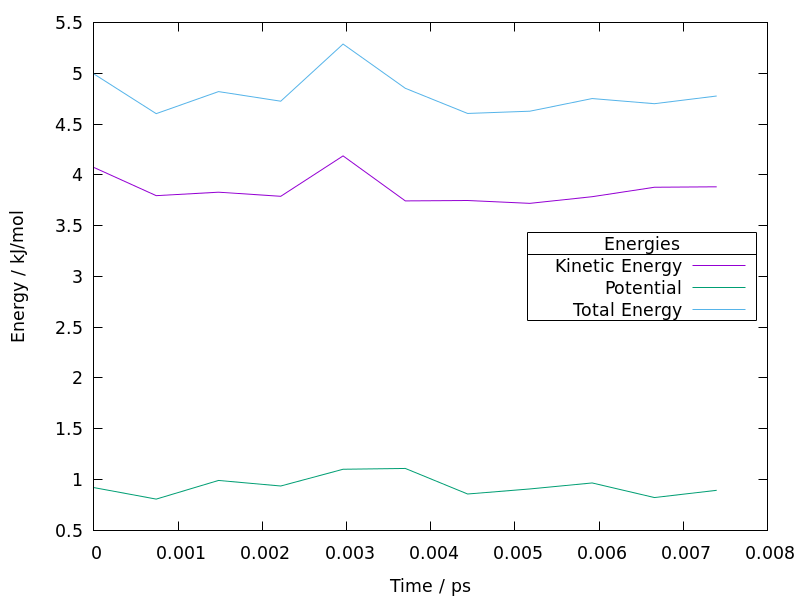 5.5
5
4.5
4
3.5
3
2.5
2
1.5
1
0.5
Energy / kJ/mol
Energies
Kinetic Energy
Potential
Total Energy
0 0.001 0.002 0.003 0.004 0.005 0.006 0.007 0.008
Time / ps